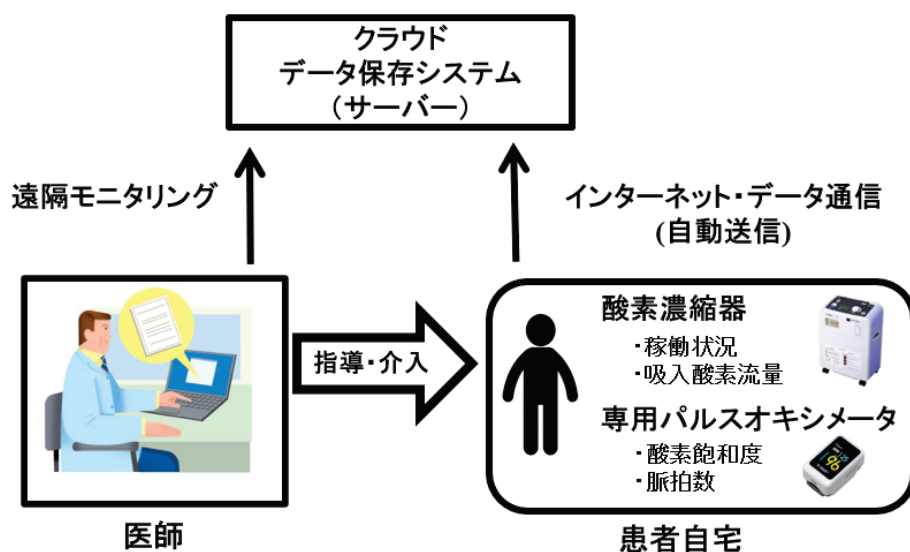 クラウド
データ保存システム
（サーバー）
遠隔モニタリング
インターネット・データ通信
(自動送信)
指導・介入
酸素濃縮器
・稼働状況
・吸入酸素流量
専用パルスオキシメータ
・酸素飽和度
・脈拍数
96
医師
患者自宅